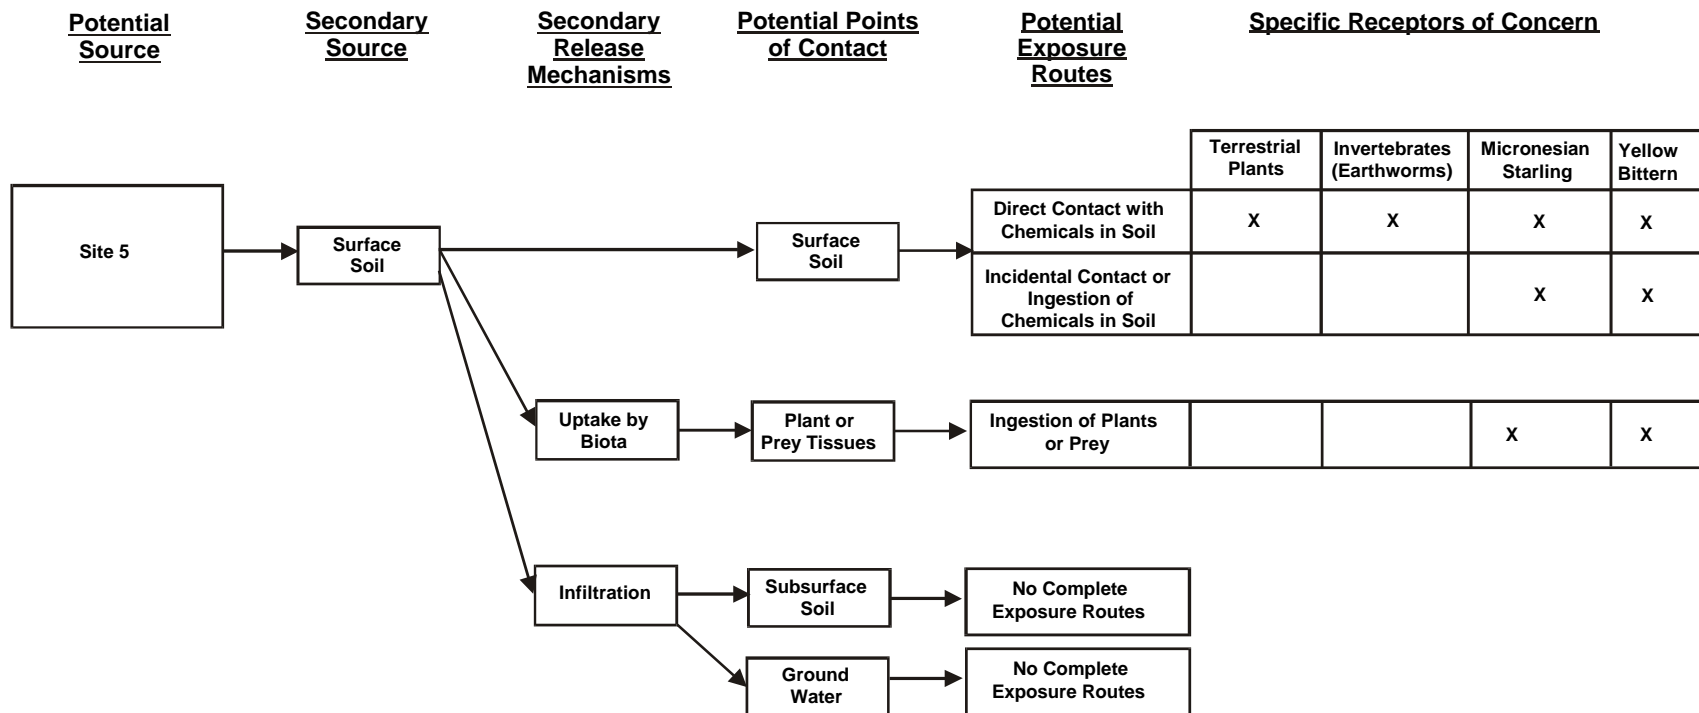 Potential
Source
Secondary
Source
Secondary
Release
Mechanisms
Potential Points
of Contact
Potential
Exposure
Routes
Specific Receptors of Concern
Terrestrial
Plants
Invertebrates
(Earthworms)
Micronesian
Starling
Yellow
Bittern
Site 5
Surface
Soil
Surface
Soil
Direct Contact with
Chemicals in Soil
X
X
X
X
Incidental Contact or
Ingestion of
Chemicals in Soil
X
X
Uptake by
Biota
Plant or
Prey Tissues
Ingestion of Plants
or Prey
X
X
Infiltration
Subsurface
Soil
No Complete
Exposure Routes
Ground
Water
No Complete
Exposure Routes